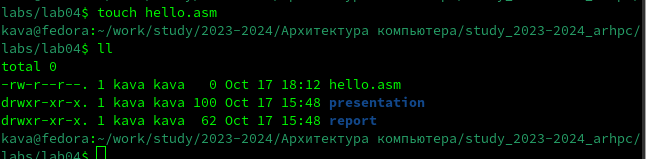 labs/lab04$ touch hello.asm
kava@fedora:~/work/study/2023-2024/Архитектура компьютера/study_2023-2024_arhpc/
labs/lab04$ ll
total 0
-rw-r--r--. 1 kava kava   0 Oct 17 18:12 hello.asm
drwxr-xr-x. 1 kava kava 100 Oct 17 15:48 presentation
drwxr-xr-x. 1 kava kava  62 Oct 17 15:48 report
kava@fedora:~/work/study/2023-2024/Архитектура компьютера/study_2023-2024_arhpc/
labs/lab04$